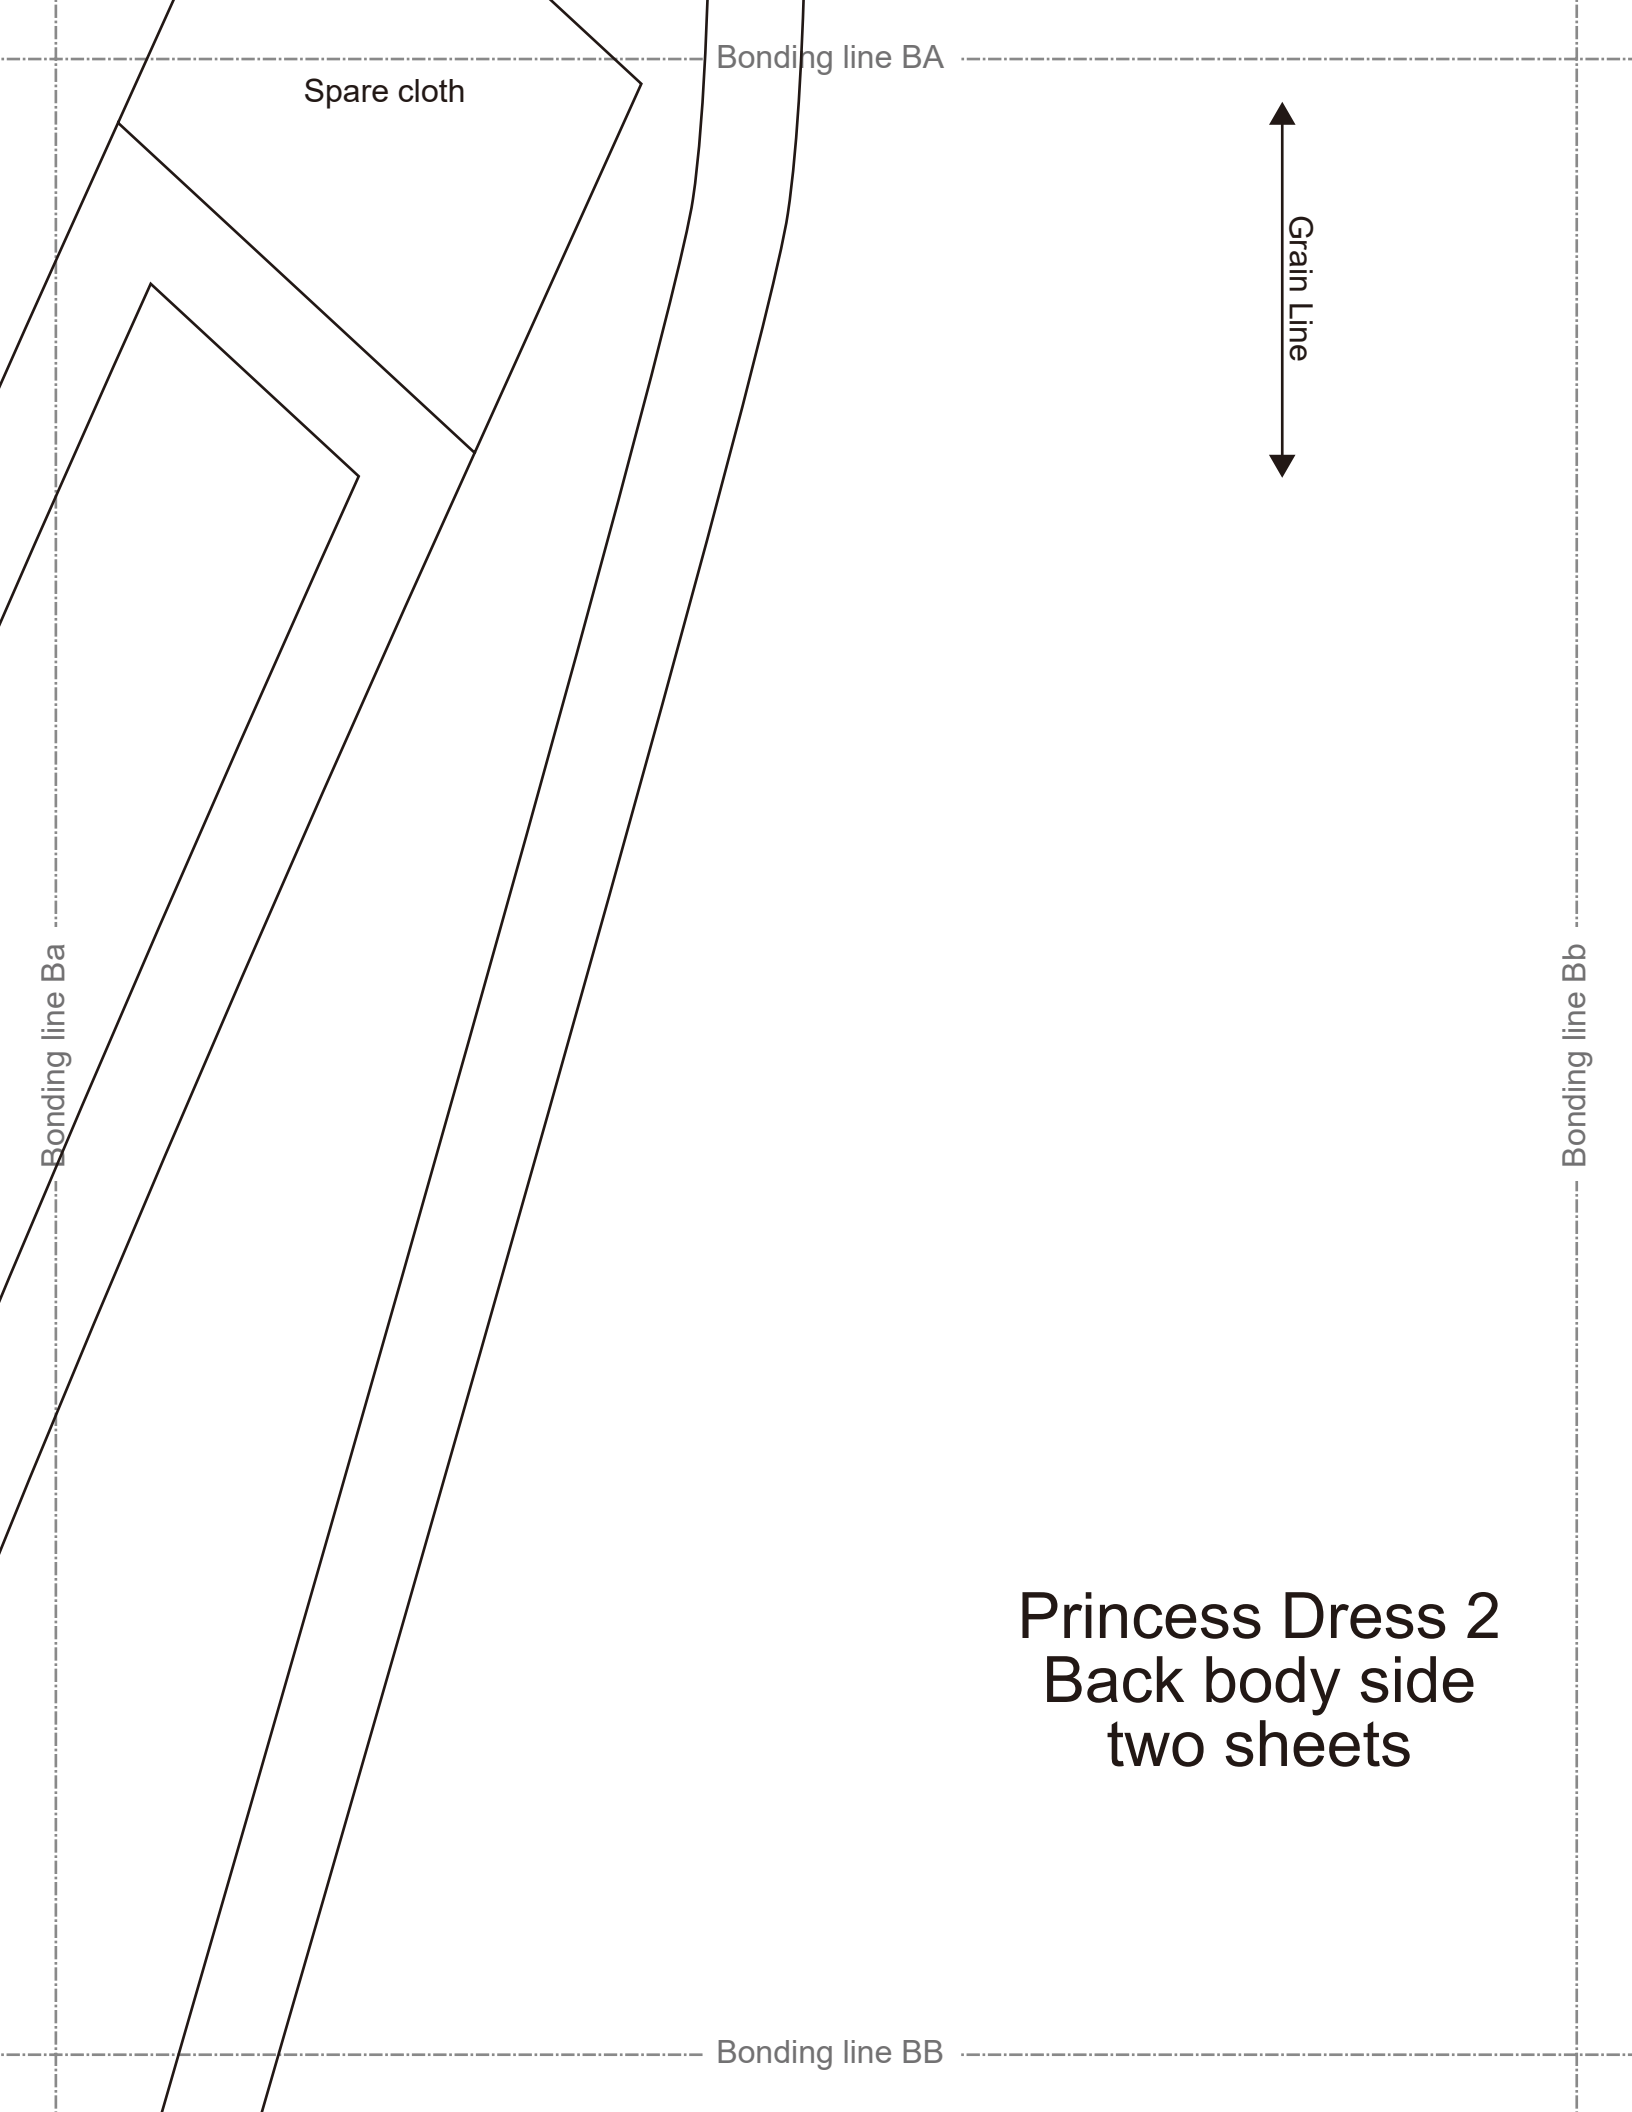 Bonding line BA
Spare cloth
Grain Line
Bonding line Ba
Bonding line Bb
Princess Dress 2
Back body side
two sheets
Bonding line BB